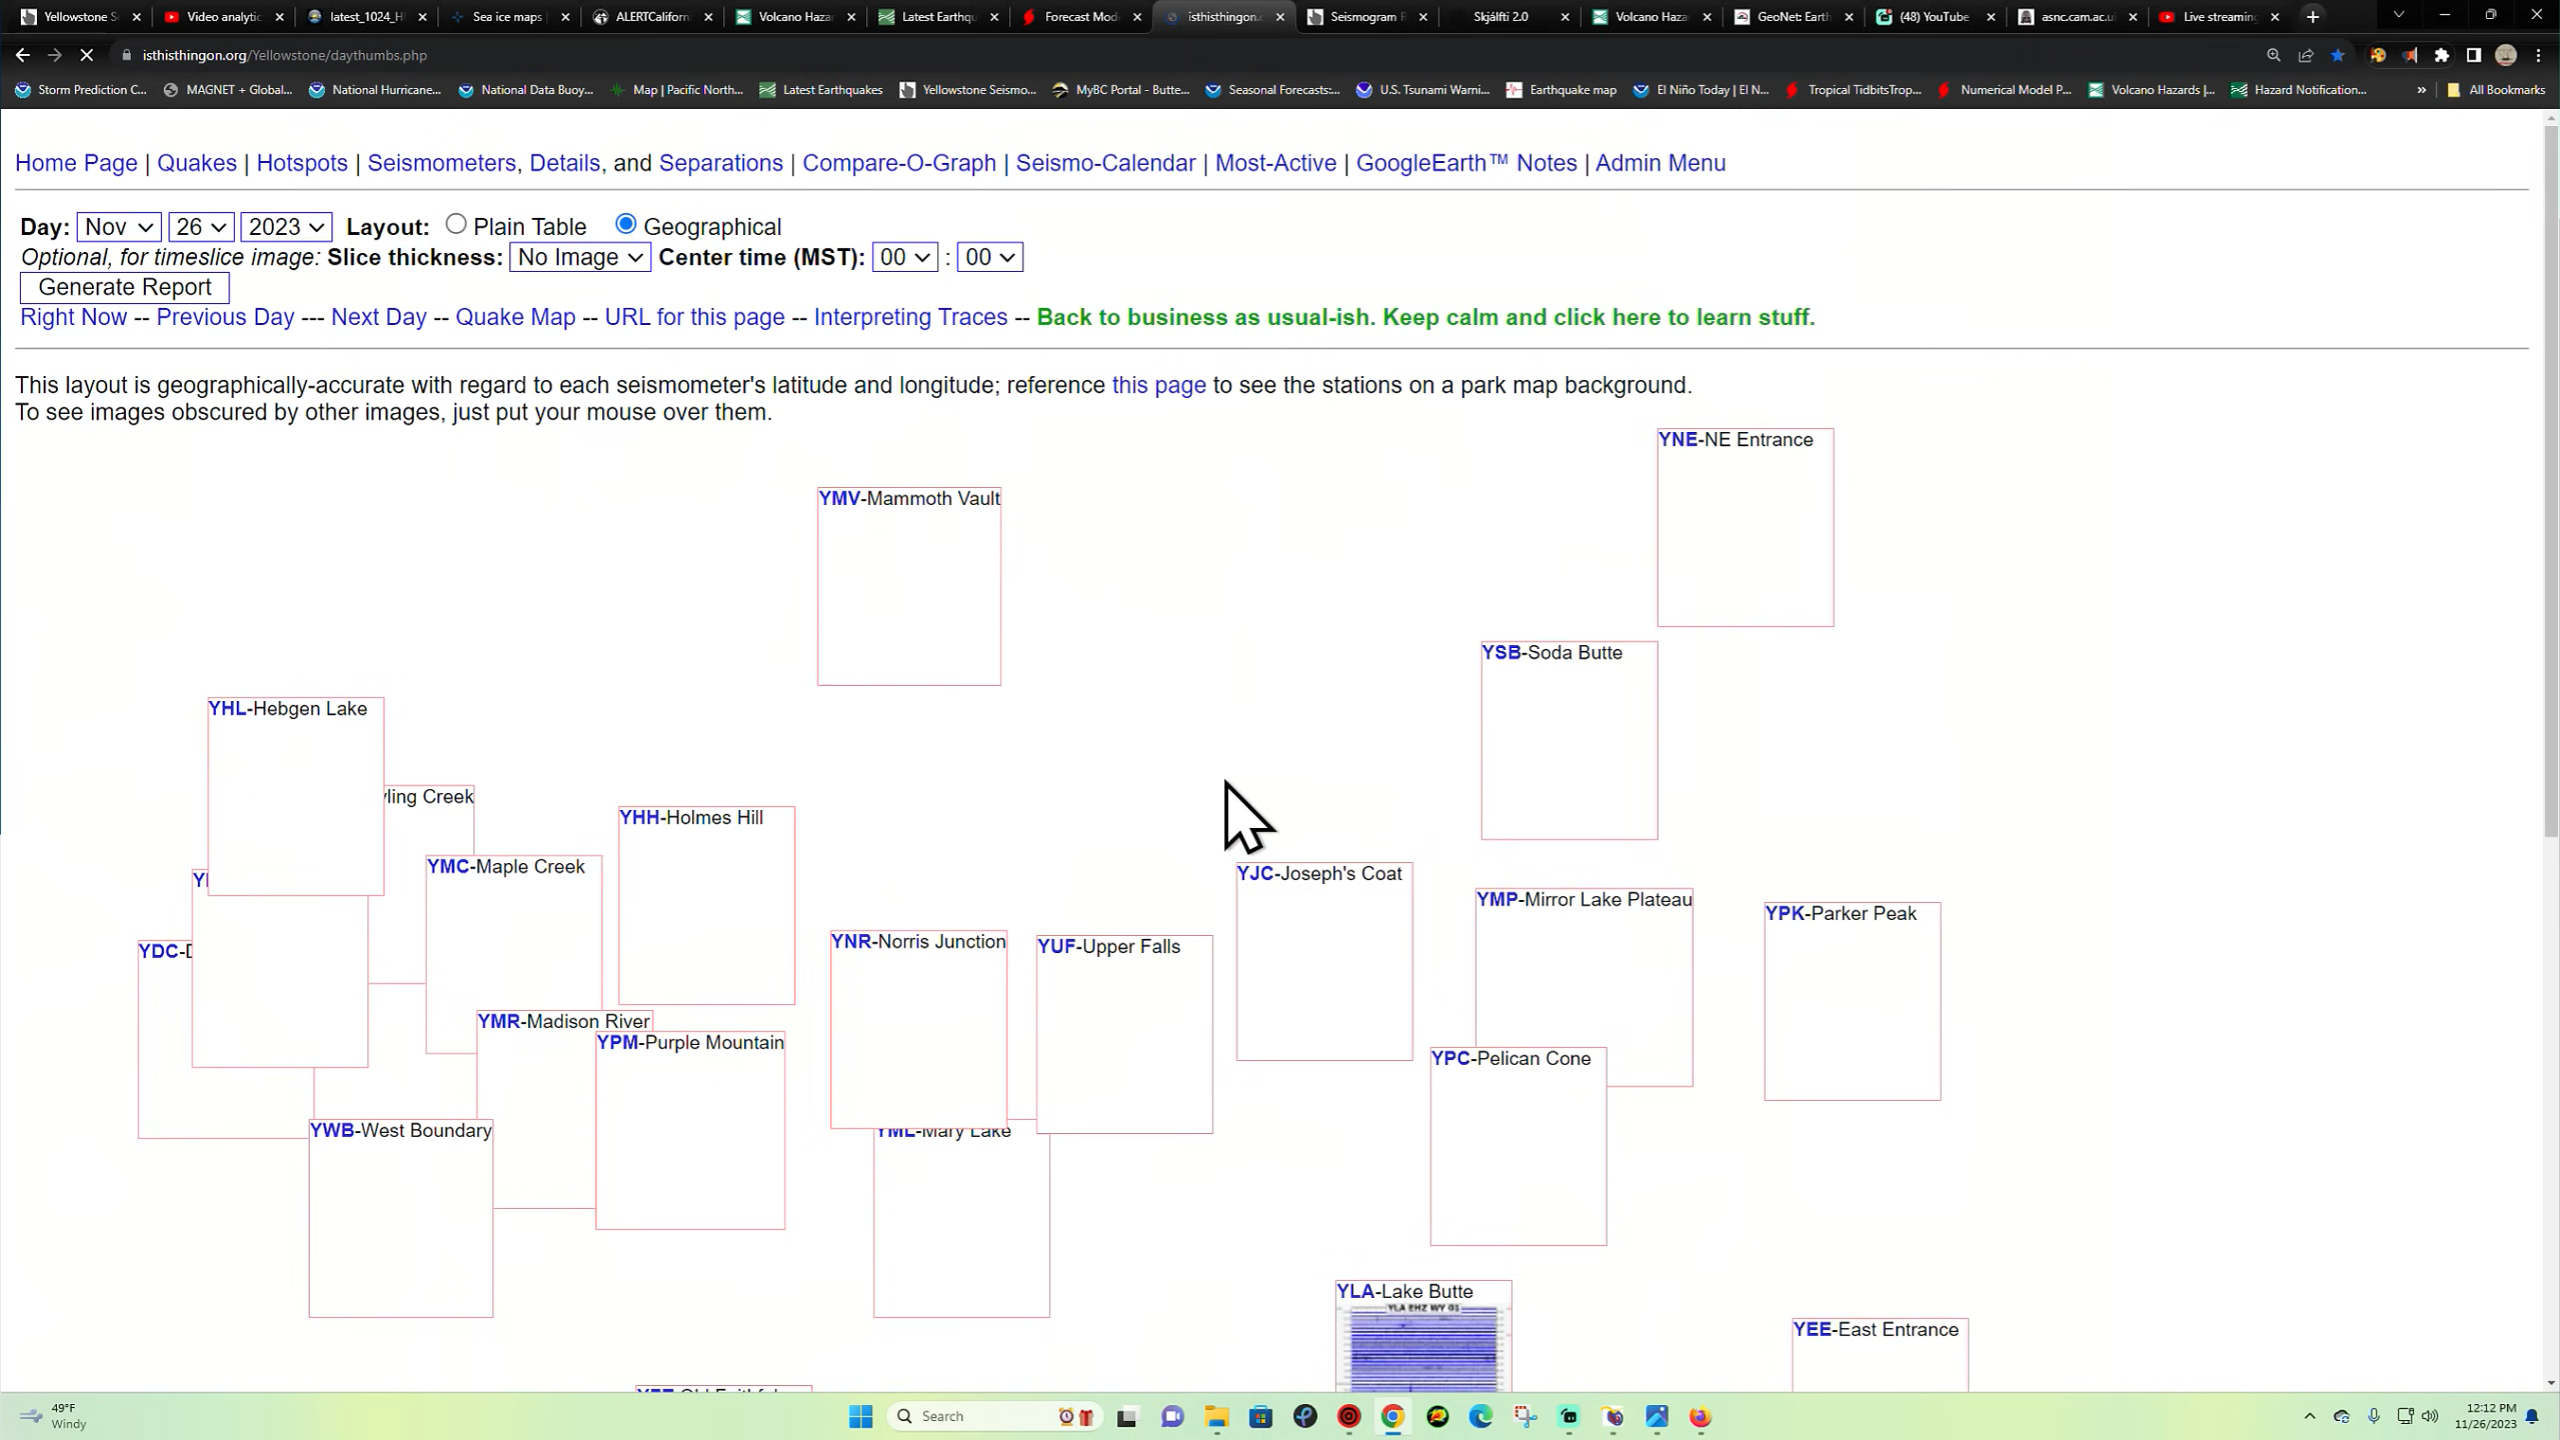 Yellowstone S
Video analytic
latest_1024_H
Sea ice maps
ALERTCaliforn
Volcano Haza
Latest Earthqu
Forecast Mod
isthisthingon.c
Seismogram R
Skjálfti 2.0
Volcano Haza
GeoNet: Earth
(48) YouTube
asnc.cam.ac.u
Live streaming
isthisthingon.org/Yellowstone/daythumbs.php
Storm Prediction C...
MAGNET + Global...
National Hurricane...
National Data Buoy...
Map | Pacific North...
Latest Earthquakes
Yellowstone Seismo...
MyBC Portal - Butte...
Seasonal Forecasts:...
U.S. Tsunami Warni...
Earthquake map
El Niño Today | El N...
Tropical TidbitsTrop...
Numerical Model P...
Volcano Hazards |...
Hazard Notification...
»
All Bookmarks
Home Page | Quakes | Hotspots | Seismometers, Details, and Separations | Compare-O-Graph | Seismo-Calendar | Most-Active | GoogleEarth™ Notes | Admin Menu
Day: Nov 26 2023 Layout: Plain Table Geographical
Optional, for timeslice image: Slice thickness: No Image Center time (MST): 00 : 00
Generate Report
Right Now -- Previous Day --- Next Day -- Quake Map -- URL for this page -- Interpreting Traces -- Back to business as usual-ish. Keep calm and click here to learn stuff.
This layout is geographically-accurate with regard to each seismometer's latitude and longitude; reference this page to see the stations on a park map background.
To see images obscured by other images, just put your mouse over them.
YNE-NE Entrance
YMV-Mammoth Vault
YSB-Soda Butte
YHL-Hebgen Lake
ling Creek
YHH-Holmes Hill
YMC-Maple Creek
YJC-Joseph's Coat
YMP-Mirror Lake Plateau
YPK-Parker Peak
YNR-Norris Junction
YUF-Upper Falls
YDC-
YMR-Madison River
YPM-Purple Mountain
YPC-Pelican Cone
YWB-West Boundary
YML-Mary Lake
YLA-Lake Butte
YLA EHZ WY 01
YEE-East Entrance
49°F
Windy
Search
12:12 PM
11/26/2023